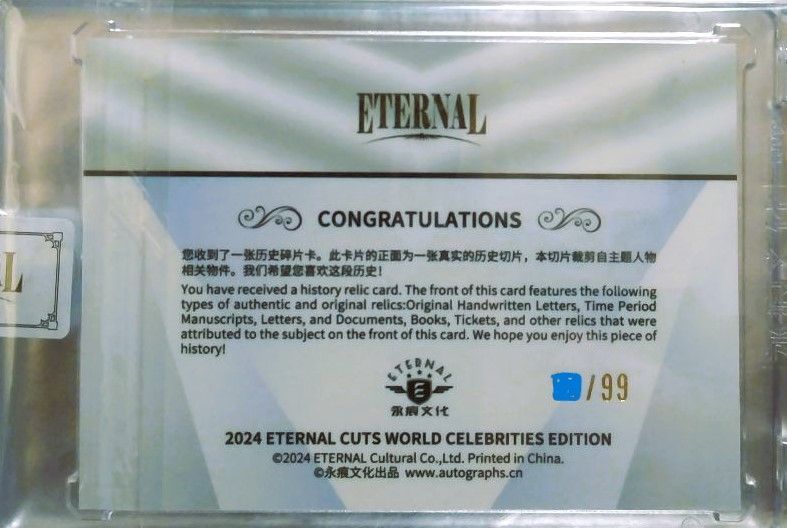 ETERNAL
CONGRATULATIONS
您收到了一张历史碎片卡。此卡片的正面为一张真实的历史切片，本切片裁剪自主题人物
相关物件。我们希望您喜欢这段历史！
You have received a history relic card. The front of this card features the following
types of authentic and original relics:Original Handwritten Letters, Time Period
Manuscripts, Letters, and Documents, Books, Tickets, and other relics that were
attributed to the subject on the front of this card. We hope you enjoy this piece of
history!
ETERNAL
永痕文化
/99
2024 ETERNAL CUTS WORLD CELEBRITIES EDITION
©2024 ETERNAL Cultural Co.,Ltd. Printed in China.
©永痕文化出品 www.autographs.cn